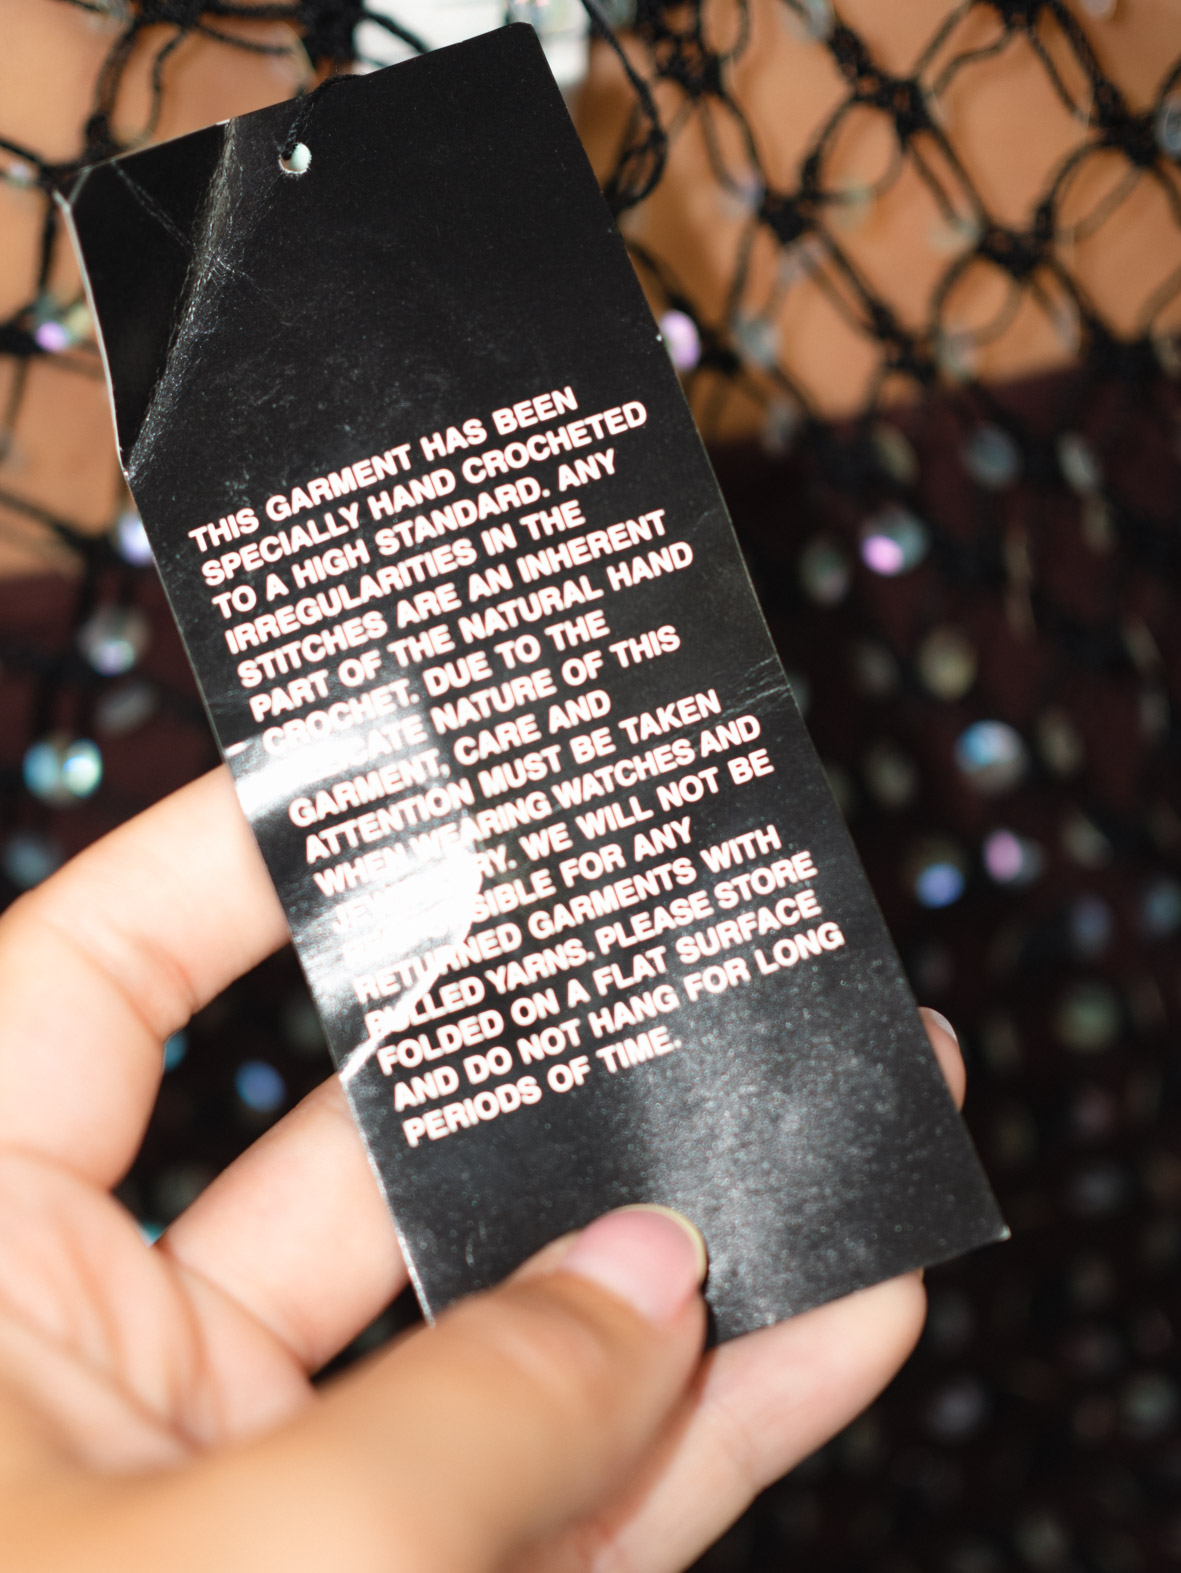 THIS GARMENT HAS BEEN
SPECIALLY HAND CROCHETED
TO A HIGH STANDARD. ANY
IRREGULARITIES IN THE
STITCHES ARE AN INHERENT
PART OF THE NATURAL HAND
CROCHET. DUE TO THE
NATURE OF THIS
GARMENT, CARE AND
ATTENTION MUST BE TAKEN
WHEN WEARING WATCHES AND
WE WILL NOT BE
FOR ANY
RETURNED GARMENTS WITH
PULLED YARNS. PLEASE STORE
FOLDED ON A FLAT SURFACE
AND DO NOT HANG FOR LONG
PERIODS OF TIME.